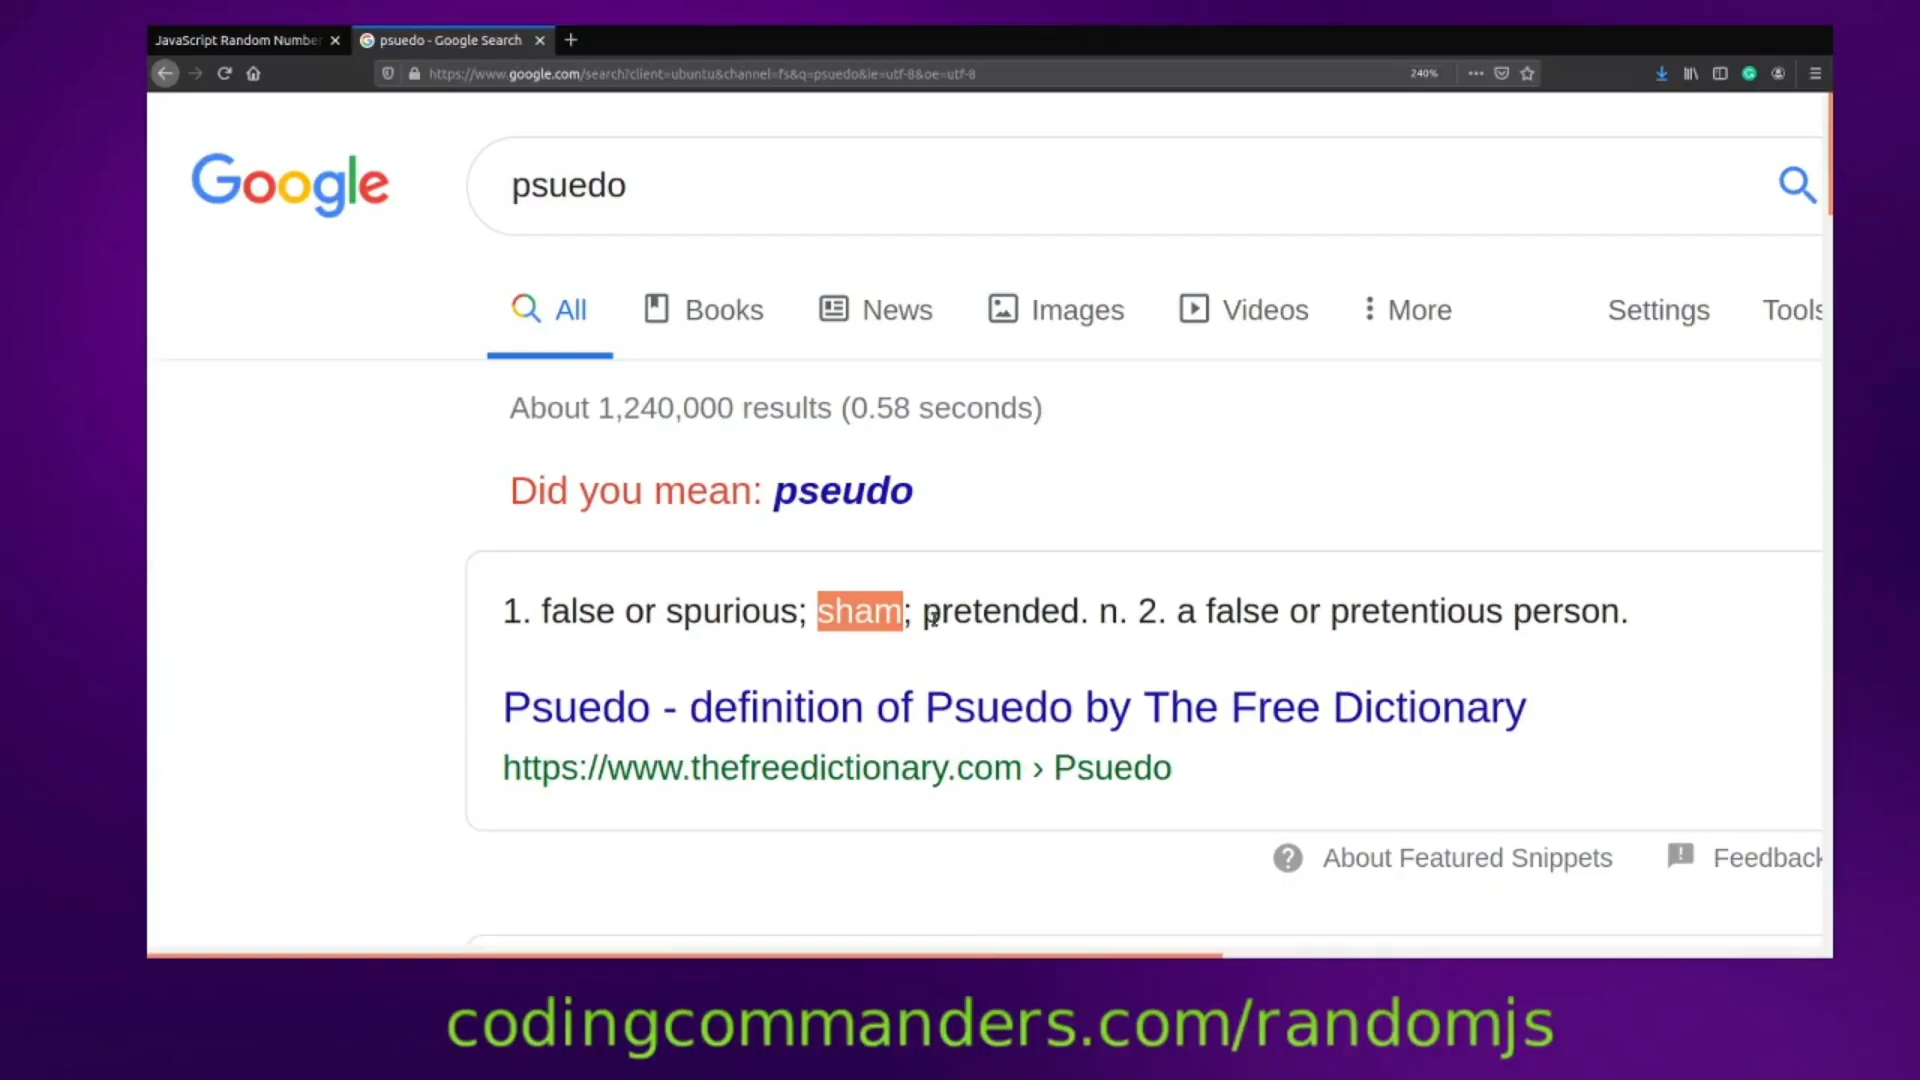 JavaScript Random Numbe
psuedo - Google Search
https://www.google.com/search?client=ubuntu&channel=fs&q=psuedo&ie=utf-8&oe=utf-8
240%
Google
psuedo
All Books News Images Videos More Settings Tools
About 1,240,000 results (0.58 seconds)
Did you mean: pseudo
1. false or spurious; sham; pretended. n. 2. a false or pretentious person.
Psuedo - definition of Psuedo by The Free Dictionary
https://www.thefreedictionary.com › Psuedo
About Featured Snippets Feedback
codingcommanders.com/randomjs